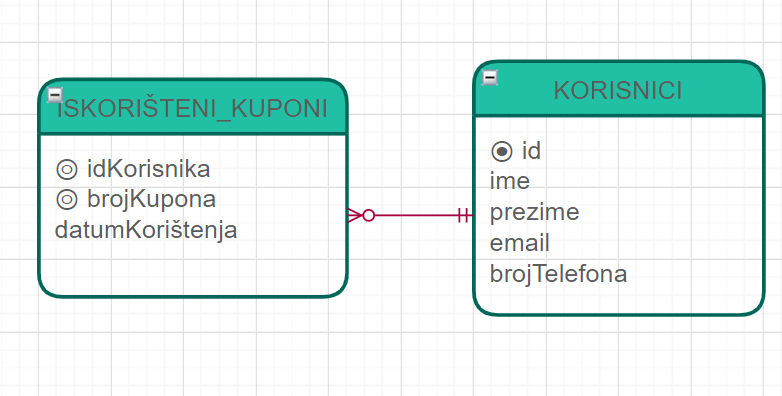 ISKORIŠTENI_KUPONI
idKorisnika
brojKupona
datumKorištenja
KORISNICI
id
ime
prezime
email
brojTelefona